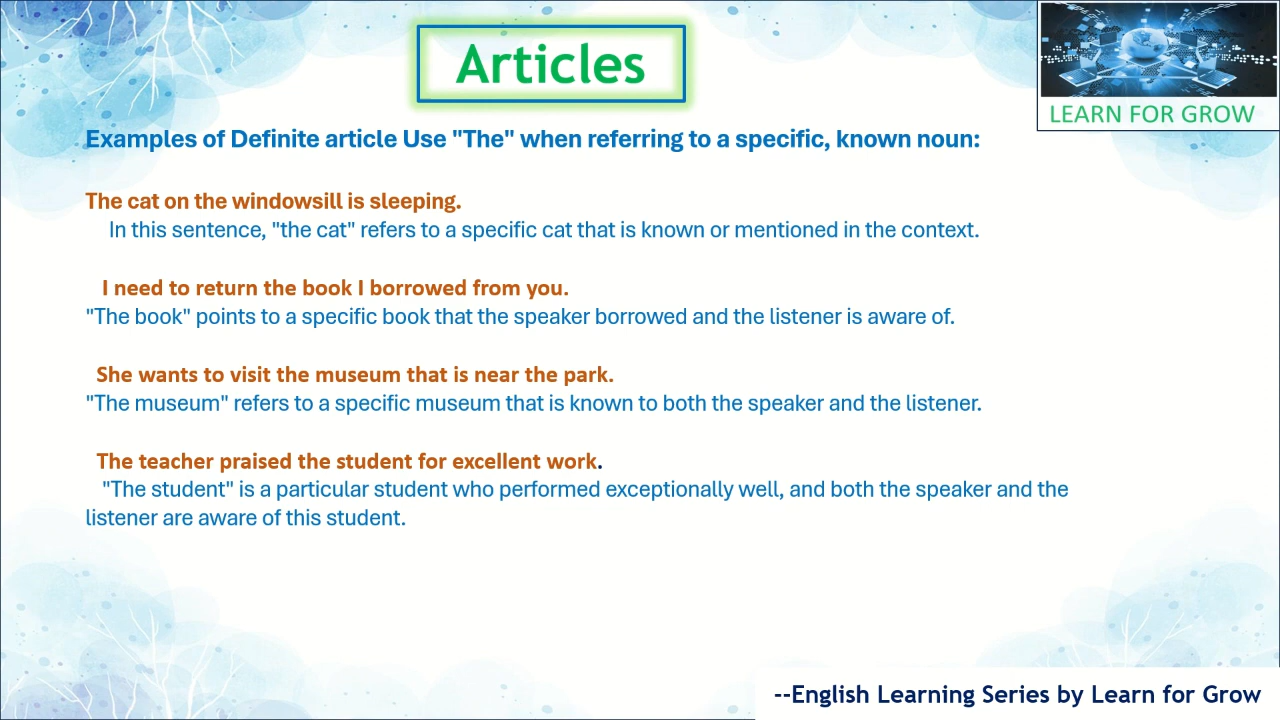 Articles
LEARN FOR GROW
Examples of Definite article Use "The" when referring to a specific, known noun:
The cat on the windowsill is sleeping.
In this sentence, "the cat" refers to a specific cat that is known or mentioned in the context.
I need to return the book I borrowed from you.
"The book" points to a specific book that the speaker borrowed and the listener is aware of.
She wants to visit the museum that is near the park.
"The museum" refers to a specific museum that is known to both the speaker and the listener.
The teacher praised the student for excellent work.
"The student" is a particular student who performed exceptionally well, and both the speaker and the
listener are aware of this student.
--English Learning Series by Learn for Grow